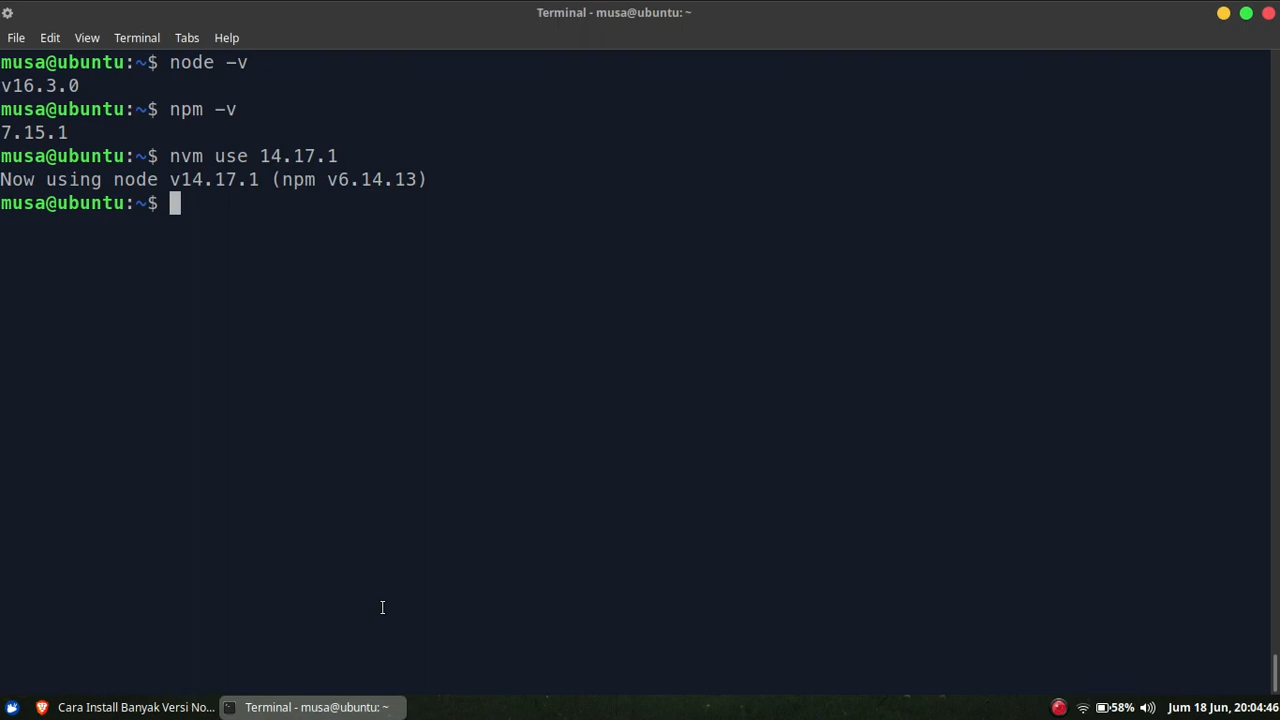 Terminal - musa@ubuntu: ~
File Edit View Terminal Tabs Help
musa@ubuntu:~$ node -v
v16.3.0
musa@ubuntu:~$ npm -v
7.15.1
musa@ubuntu:~$ nvm use 14.17.1
Now using node v14.17.1 (npm v6.14.13)
musa@ubuntu:~$
Cara Install Banyak Versi No... Terminal - musa@ubuntu: ~ 58% Jum 18 Jun, 20:04:46